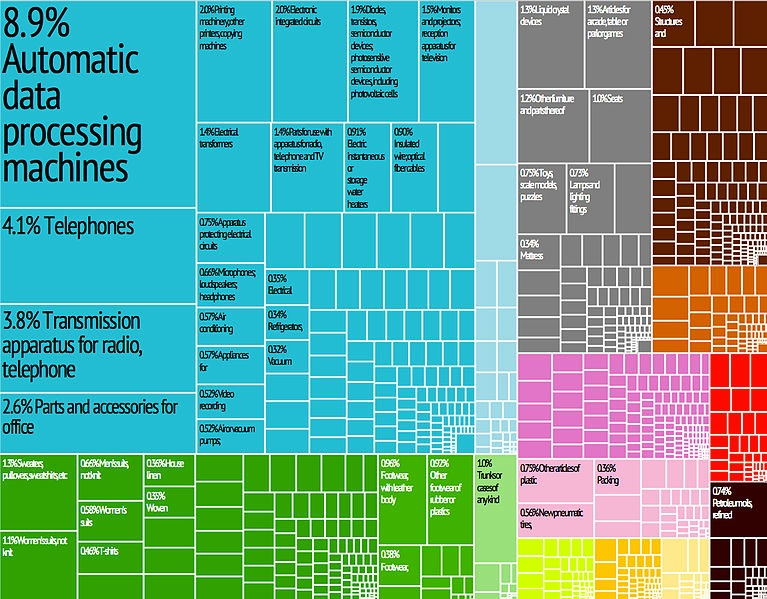 8.9%
Automatic
data
processing
machines
4.1% Telephones
3.8% Transmission
apparatus for radio,
telephone
2.6% Parts and accessories for
office
2.0% Printing
machinery; other
printers, copying
machines
2.0% Electronic
integrated circuits
1.9% Diodes,
transistors,
semiconductor
devices;
photosensitive
semiconductor
devices, including
photovoltaic cells
1.5% Monitors
and projectors;
reception
apparatus for
television
1.4% Electrical
transformers
1.4% Parts for use with
apparatus for radio,
telephone and TV
transmission
0.91%
Electric
instantaneous
or
storage
water
heaters
0.90%
Insulated
wire; optical
fiber cables
0.75% Apparatus
protecting electrical
circuits
0.66% Microphones;
loudspeakers;
headphones
0.57% Air
conditioning
0.57% Appliances
for
0.52% Video
recording
0.52% Air or vacuum
pumps;
0.35%
Electrical
0.34%
Refrigerators,
0.32%
Vacuum
1.3% Liquid crystal
devices
1.3% Articles for
arcade, table or
parlor games
1.2% Other furniture
and parts thereof
1.0% Seats
0.75% Toys,
scale models,
puzzles
0.73%
Lamps and
lighting
fittings
0.34%
Mattress
0.45%
Structures
and
1.3% Sweaters,
pullovers, sweatshirts, etc
1.1% Women's suits, not
knit
0.66% Men's suits,
not knit
0.58% Women's
suits
0.46% T-shirts
0.36% House
linen
0.35%
Woven
0.96%
Footwear,
with leather
body
0.92%
Other
footwear of
rubber or
plastics
0.38%
Footwear,
1.0%
Trunks or
cases of
any kind
0.75% Other articles of
plastic
0.56% New pneumatic
tires,
0.36%
Packing
0.74%
Petroleum oils,
refined